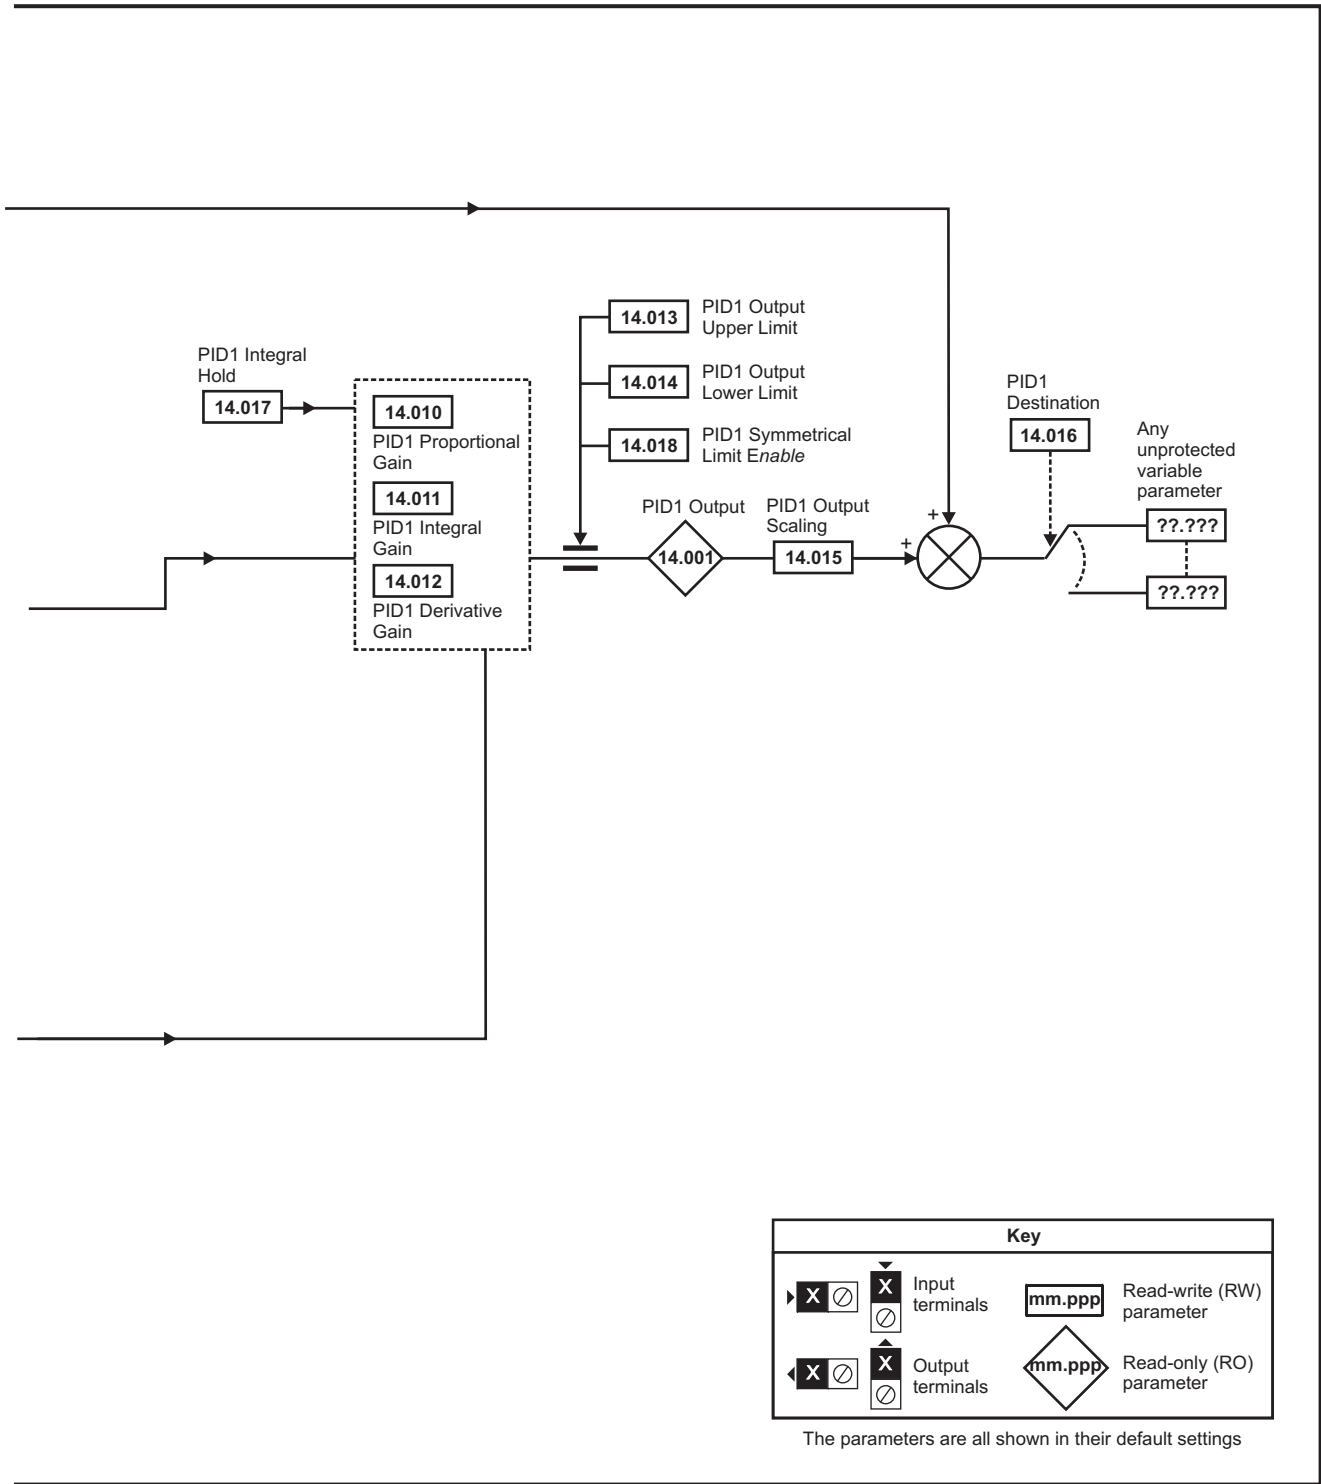 14.013
PID1 Output
Upper Limit
PID1 Integral
Hold
14.017
14.014
PID1 Output
Lower Limit
14.018
PID1 Symmetrical
Limit Enable
14.010
PID1 Proportional
Gain
14.011
PID1 Integral
Gain
14.012
PID1 Derivative
Gain
PID1 Output
14.001
PID1 Output
Scaling
14.015
+
+
PID1
Destination
14.016
Any
unprotected
variable
parameter
??.???
??.???
Key
X
X
Input
terminals
mm.ppp
Read-write (RW)
parameter
X
X
Output
terminals
mm.ppp
Read-only (RO)
parameter
The parameters are all shown in their default settings